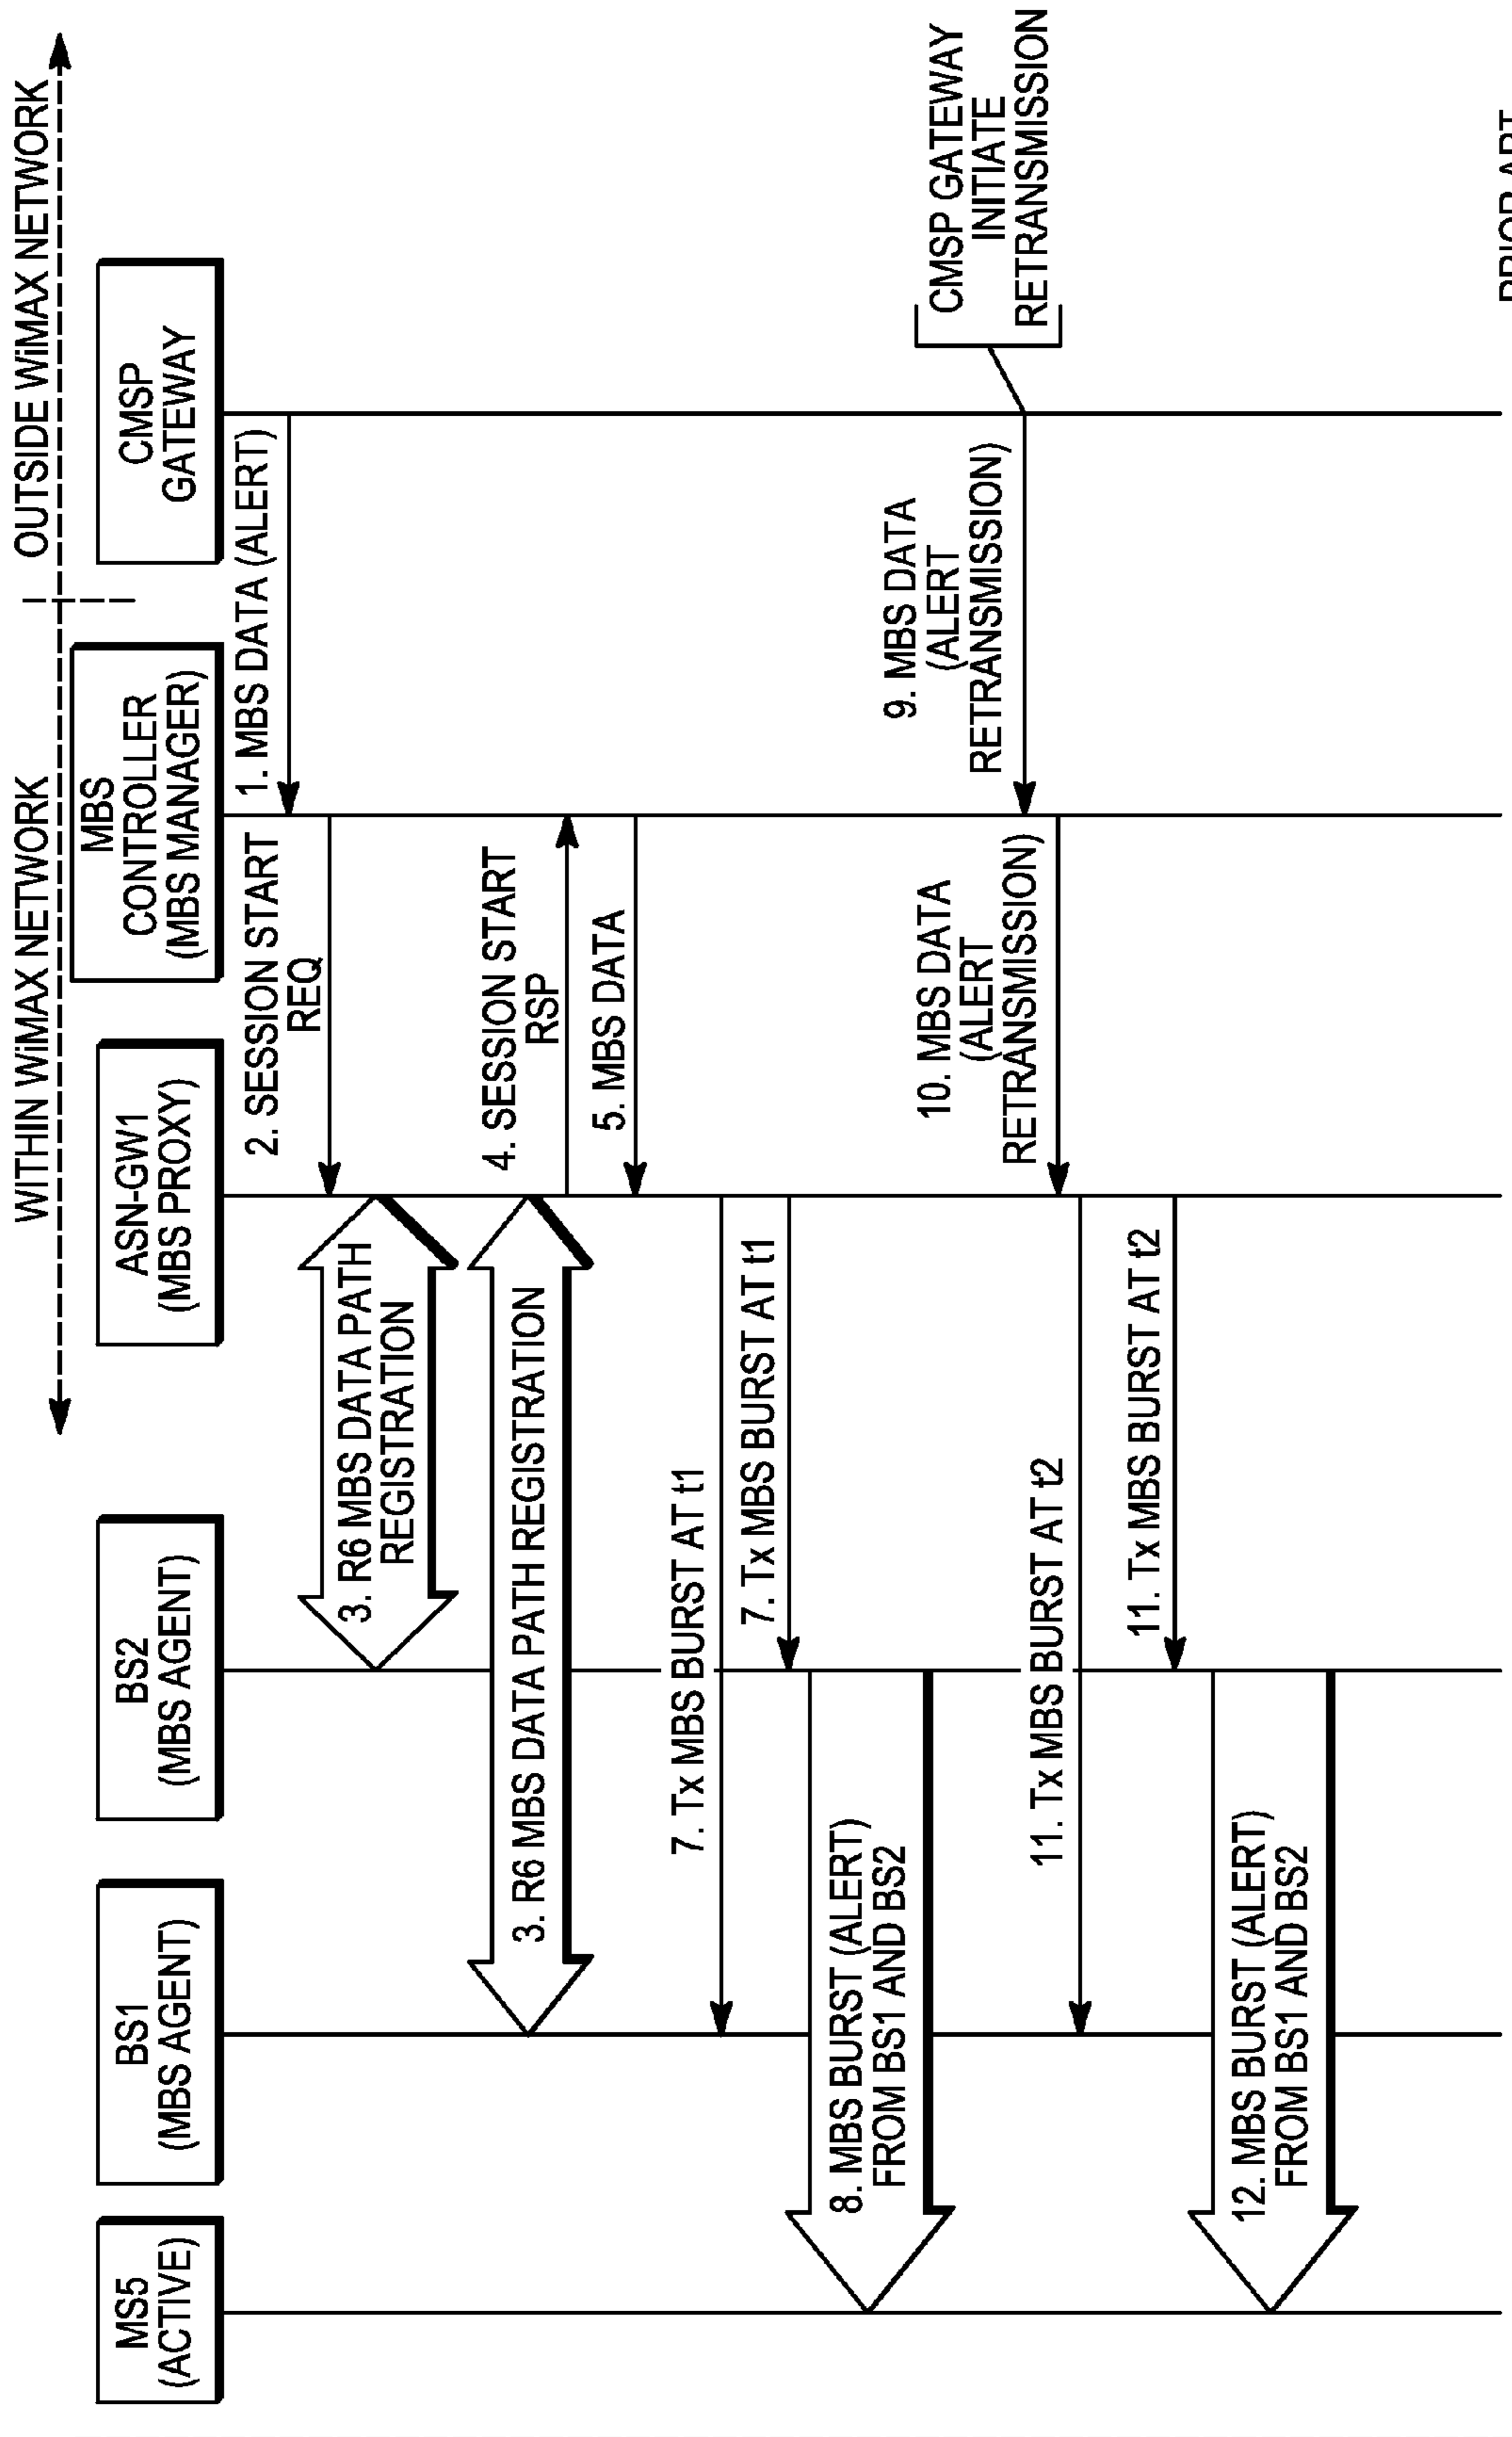 WITHIN WiMAX NETWORK
OUTSIDE WiMAX NETWORK
MS5
(ACTIVE)
BS1
(MBS AGENT)
BS2
(MBS AGENT)
ASN-GW1
(MBS PROXY)
MBS
CONTROLLER
(MBS MANAGER)
CMSP
GATEWAY
1. MBS DATA (ALERT)
2. SESSION START
REQ
3. R6 MBS DATA PATH
REGISTRATION
3. R6 MBS DATA PATH REGISTRATION
4. SESSION START
RSP
5. MBS DATA
7. Tx MBS BURST AT t1
7. Tx MBS BURST AT t1
8. MBS BURST (ALERT)
FROM BS1 AND BS2
9. MBS DATA
(ALERT
RETRANSMISSION)
CMSP GATEWAY
INITIATE
RETRANSMISSION
10. MBS DATA
(ALERT
RETRANSMISSION)
11. Tx MBS BURST AT t2
11. Tx MBS BURST AT t2
12. MBS BURST (ALERT)
FROM BS1 AND BS2
PRIOR ART